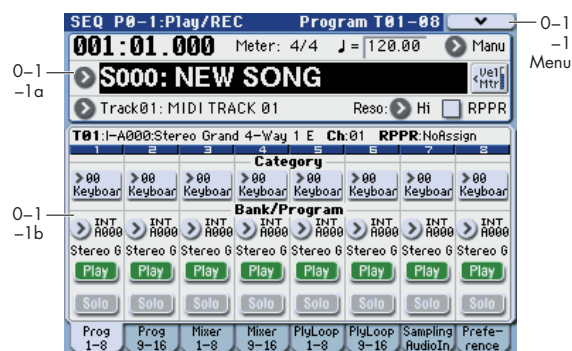 SEQ P0-1:Play/REC Program T01-08
0-1
-1
Menu
001:01.000 Meter: 4/4 ♩= 120.00 Manu
0-1
-1a
S000: NEW SONG
<Vel
Mtr
Track01: MIDI TRACK 01 Reso: Hi RPPR
T01:I-A000:Stereo Grand 4-Way 1 E Ch:01 RPPR:NoAssign
1 2 3 4 5 6 7 8
Category
>00 >00 >00 >00 >00 >00 >00 >00
Keyboar Keyboar Keyboar Keyboar Keyboar Keyboar Keyboar Keyboar
0-1
-1b
Bank/Program
INT INT INT INT INT INT INT INT
A000 A000 A000 A000 A000 A000 A000 A000
Stereo G Stereo G Stereo G Stereo G Stereo G Stereo G Stereo G Stereo G
Play Play Play Play Play Play Play Play
Solo Solo Solo Solo Solo Solo Solo Solo
Prog Prog Mixer Mixer PlyLoop PlyLoop Sampling Prefe-
1-8 9-16 1-8 9-16 1-8 9-16 AudioIn rence